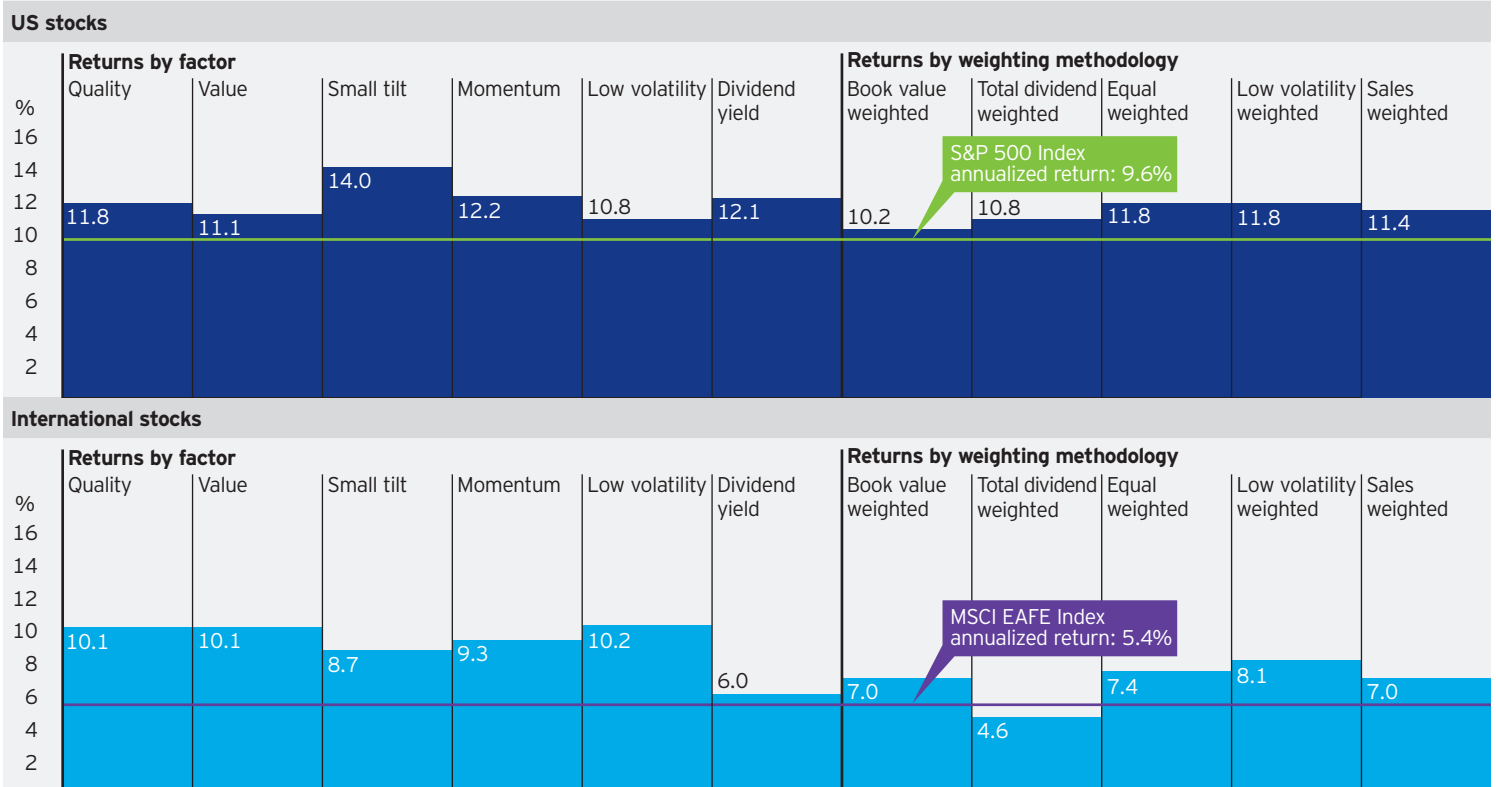 US stocks
Returns by factor
Returns by weighting methodology
Quality
Value
Small tilt
Momentum
Low volatility
Dividend
yield
Book value
weighted
Total dividend
weighted
Equal
weighted
Low volatility
weighted
Sales
weighted
%
16
14
12
10
8
6
4
2
11.8
11.1
14.0
12.2
10.8
12.1
10.2
10.8
11.8
11.8
11.4
S&P 500 Index
annualized return: 9.6%
International stocks
Returns by factor
Returns by weighting methodology
Quality
Value
Small tilt
Momentum
Low volatility
Dividend
yield
Book value
weighted
Total dividend
weighted
Equal
weighted
Low volatility
weighted
Sales
weighted
%
16
14
12
10
8
6
4
2
10.1
10.1
8.7
9.3
10.2
6.0
7.0
4.6
7.4
8.1
7.0
MSCI EAFE Index
annualized return: 5.4%